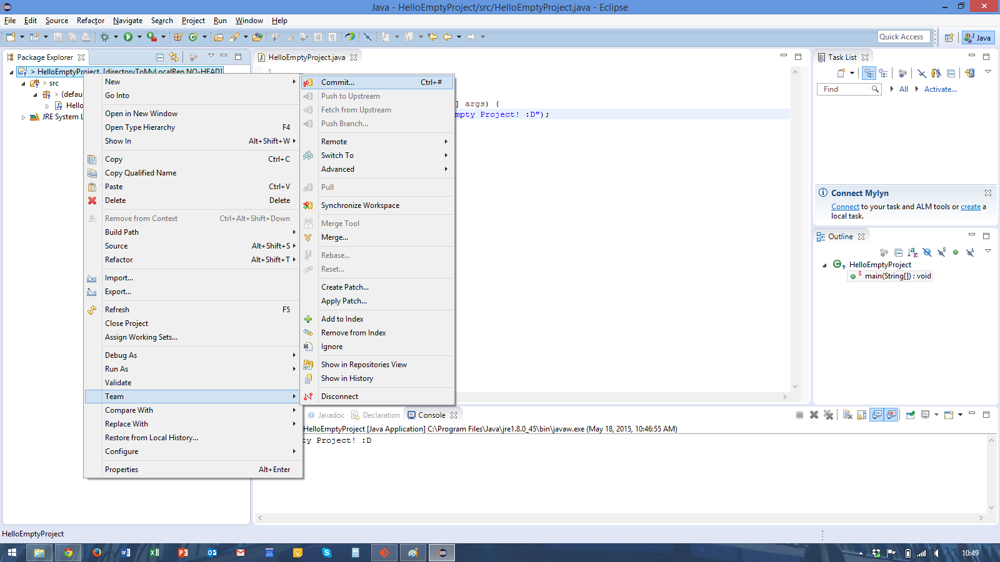 Java - HelloEmptyProject/src/HelloEmptyProject.java - Eclipse
File Edit Source Refactor Navigate Search Project Run Window Help
Quick Access
Java
Package Explorer
> HelloEmptyProject [directoryToMyLocalRep NO-HEAD]
> src
> (defau
Hello
JRE System L
New
Go Into
Open in New Window
Open Type Hierarchy F4
Show In Alt+Shift+W
Copy Ctrl+C
Copy Qualified Name
Paste Ctrl+V
Delete Delete
Remove from Context Ctrl+Alt+Shift+Down
Build Path
Source Alt+Shift+S
Refactor Alt+Shift+T
Import...
Export...
Refresh F5
Close Project
Assign Working Sets...
Debug As
Run As
Validate
Team
Compare With
Replace With
Restore from Local History...
Configure
Properties Alt+Enter
Commit... Ctrl+#
Push to Upstream
Fetch from Upstream
Push Branch...
Remote
Switch To
Advanced
Pull
Synchronize Workspace
Merge Tool
Merge...
Rebase...
Reset...
Create Patch...
Apply Patch...
Add to Index
Remove from Index
Ignore
Show in Repositories View
Show in History
Disconnect
HelloEmptyProject.java
1
] args) {
mpty Project! :D");
Task List
Find
All
Activate...
Connect Mylyn
Connect to your task and ALM tools or create a
local task.
Outline
HelloEmptyProject
main(String[]) : void
@ Javadoc Declaration Console
HelloEmptyProject [Java Application] C:\Program Files\Java\jre1.8.0_45\bin\javaw.exe (May 18, 2015, 10:46:55 AM)
ty Project! :D
HelloEmptyProject
10:49